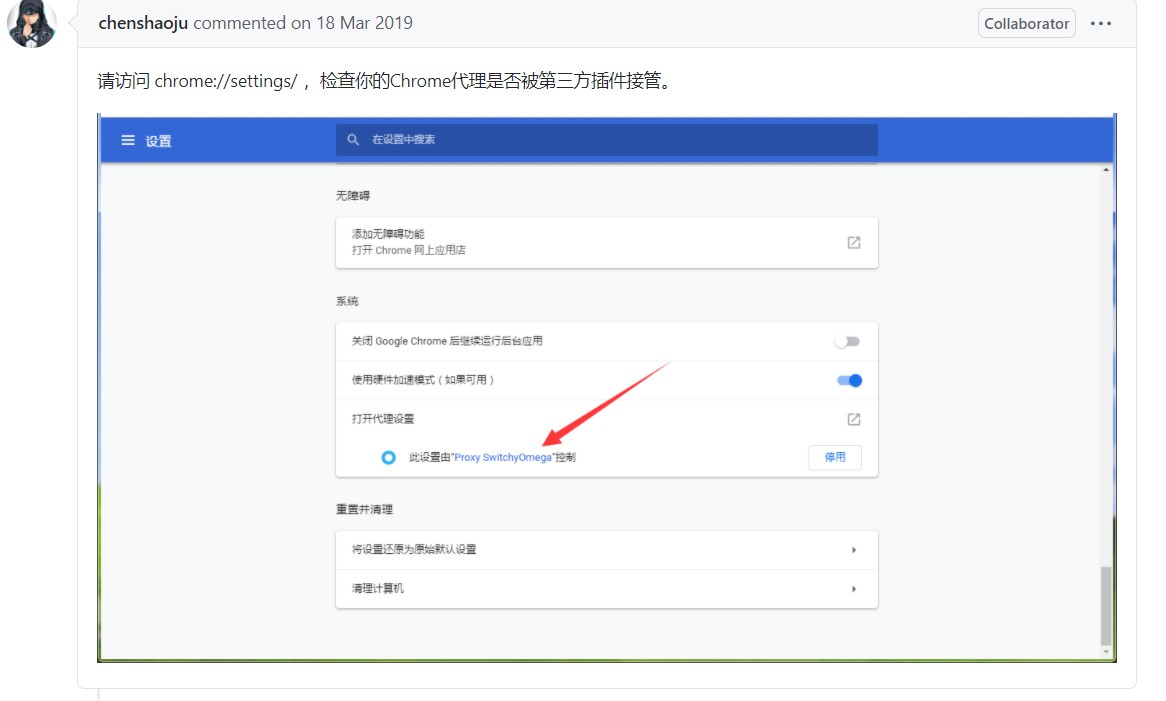 chenshaoju commented on 18 Mar 2019
Collaborator
请访问 chrome://settings/ ，检查你的Chrome代理是否被第三方插件接管。
设置
在设置中搜索
无障碍
添加无障碍功能
打开 Chrome 网上应用店
系统
关闭 Google Chrome 后继续运行后台应用
使用硬件加速模式（如果可用）
打开代理设置
此设置由"Proxy SwitchyOmega"控制
停用
重置并清理
将设置还原为原始默认设置
清理计算机